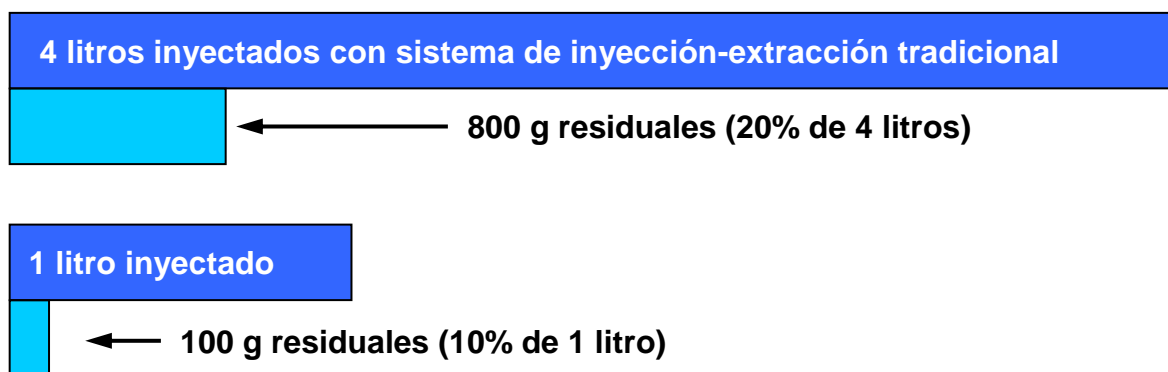 4 litros inyectados con sistema de inyección-extracción tradicional
800 g residuales (20% de 4 litros)
1 litro inyectado
100 g residuales (10% de 1 litro)